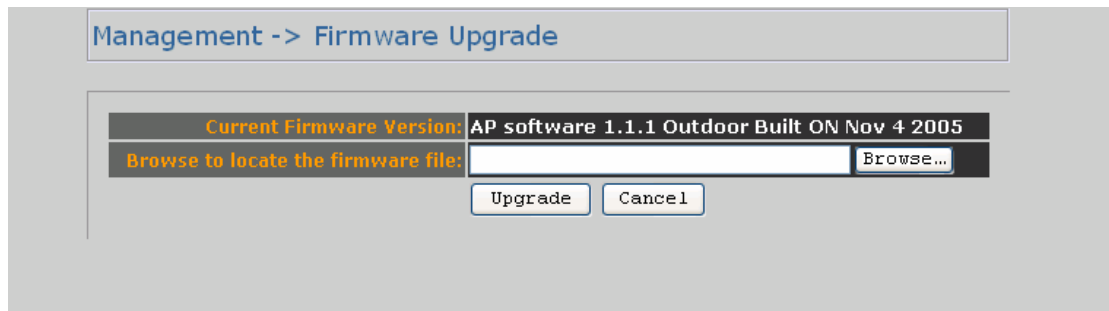 Management -> Firmware Upgrade
Current Firmware Version: AP software 1.1.1 Outdoor Built ON Nov 4 2005
Browse to locate the firmware file: Browse...
Upgrade Cancel